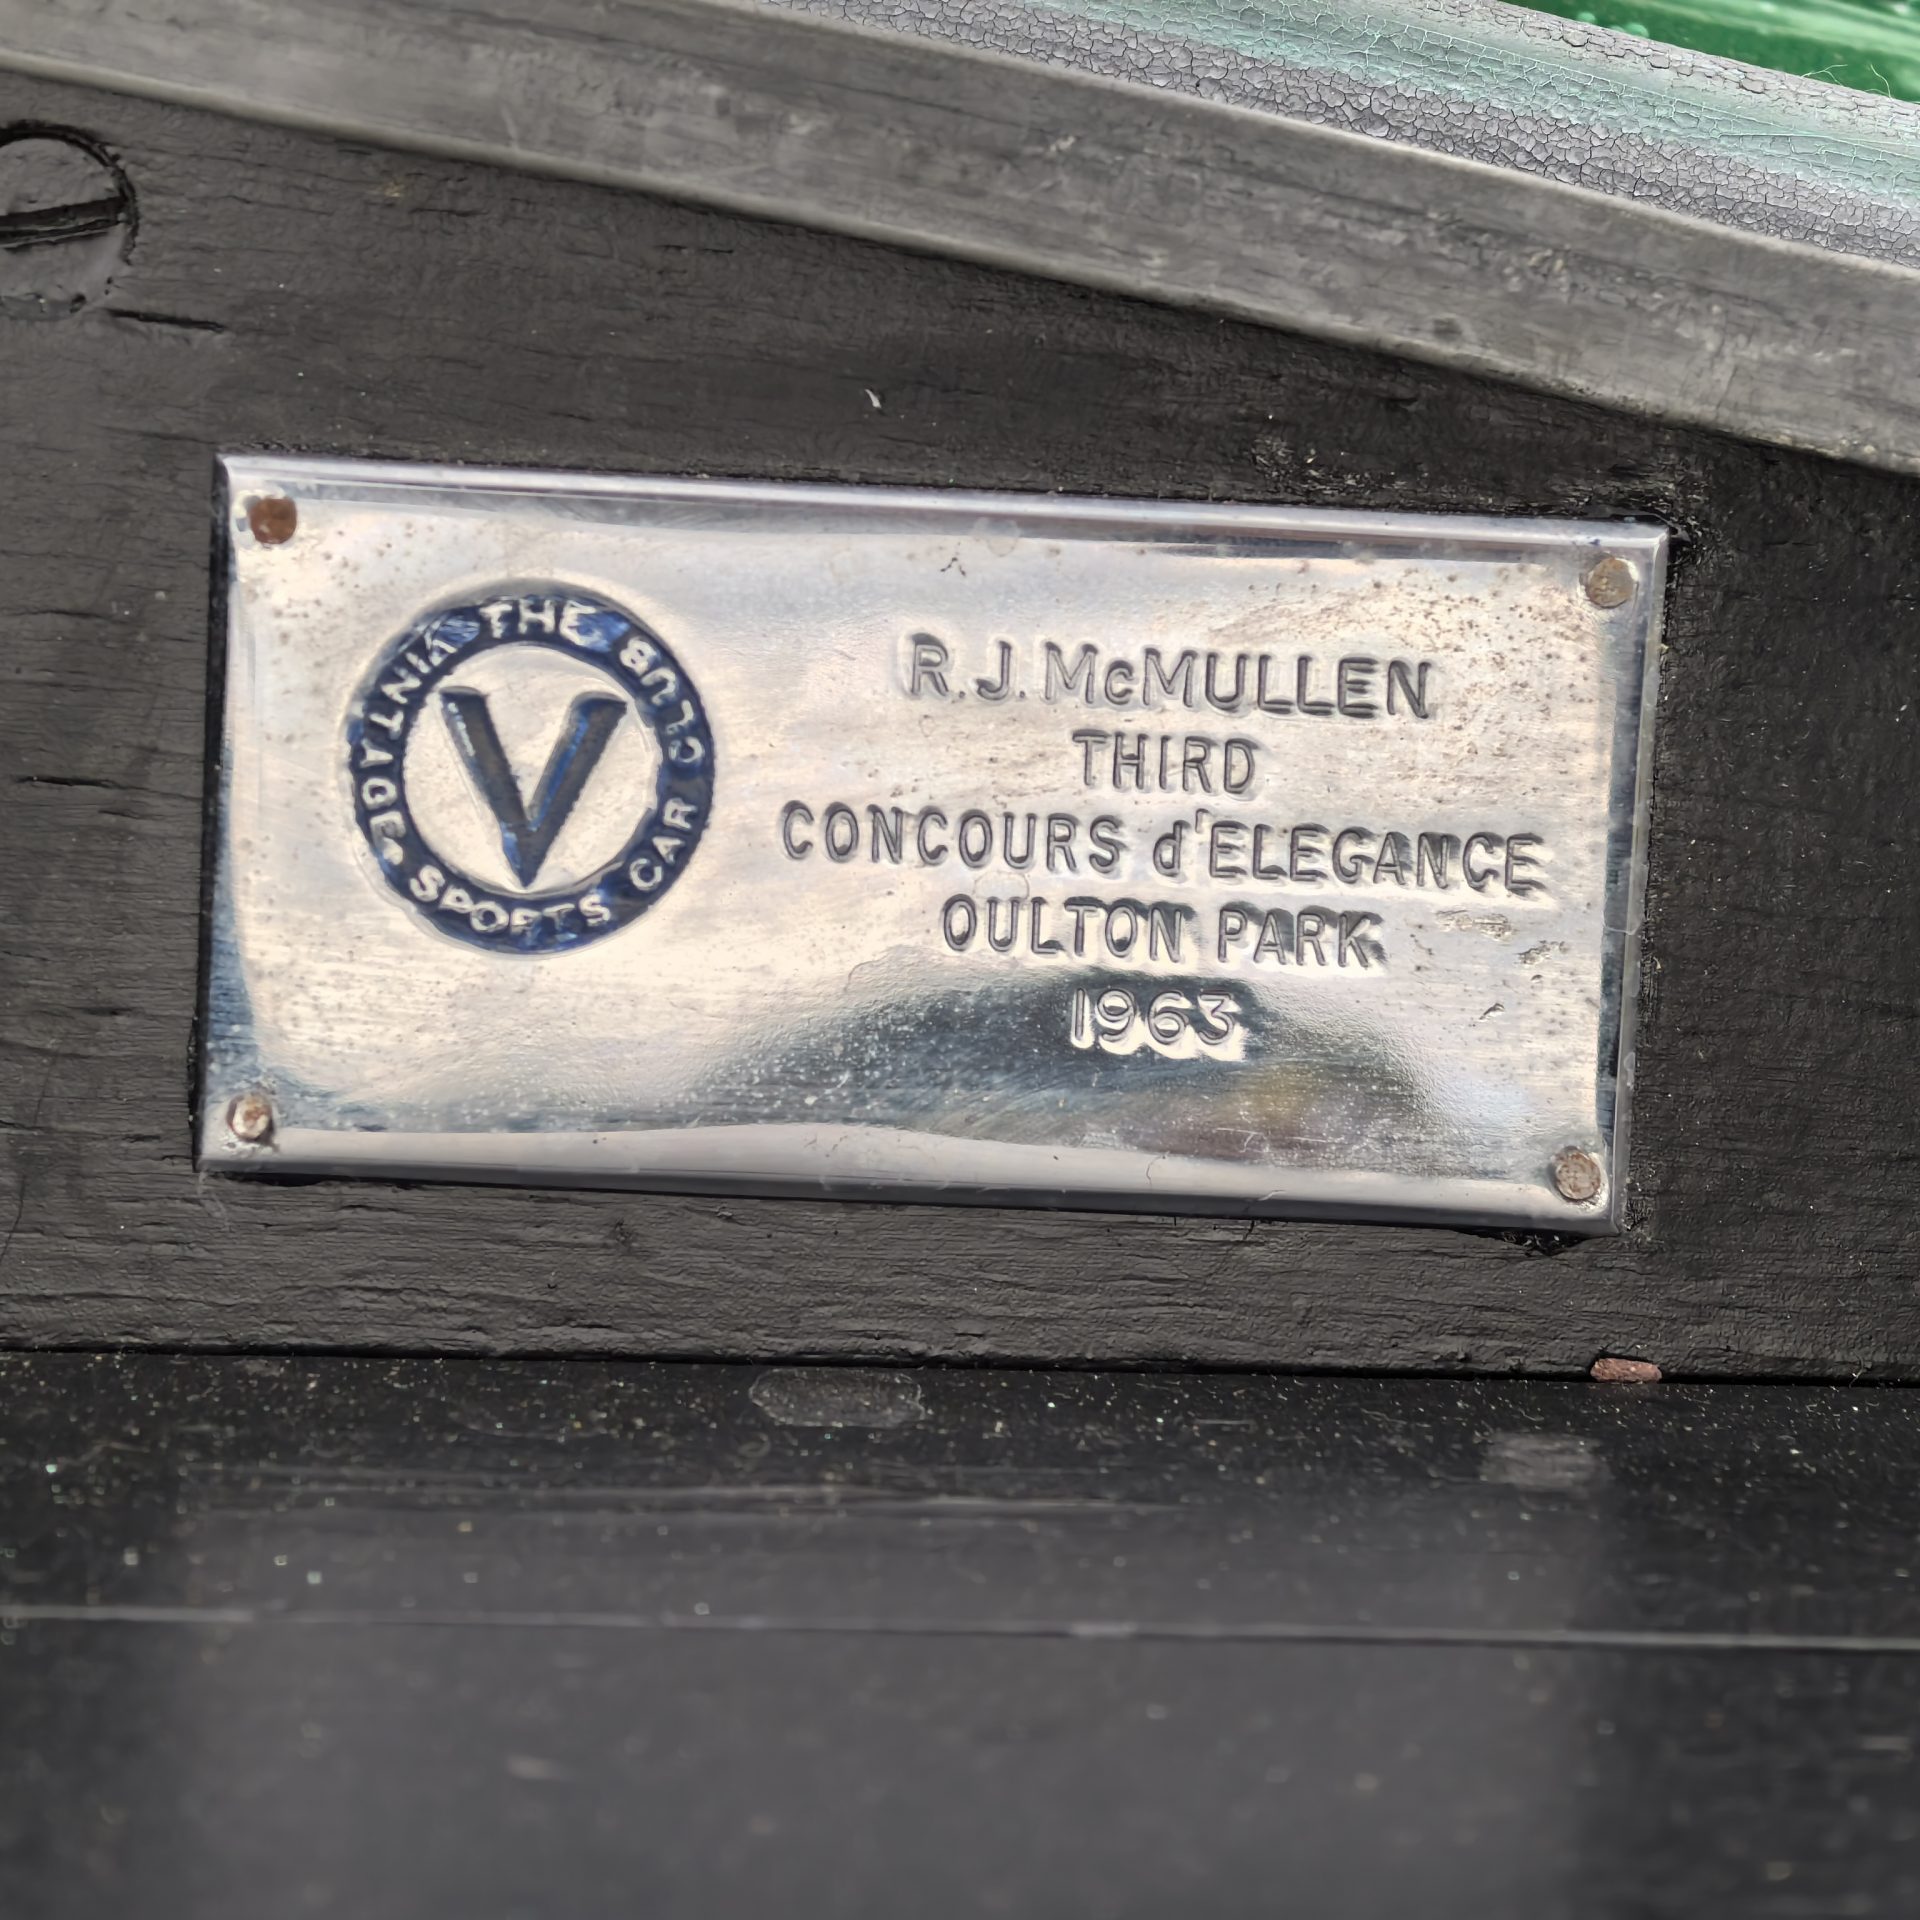 THE VINTAGE SPORTS CAR CLUB
V
R.J. McMULLEN
THIRD
CONCOURS d'ELEGANCE
OULTON PARK
1963